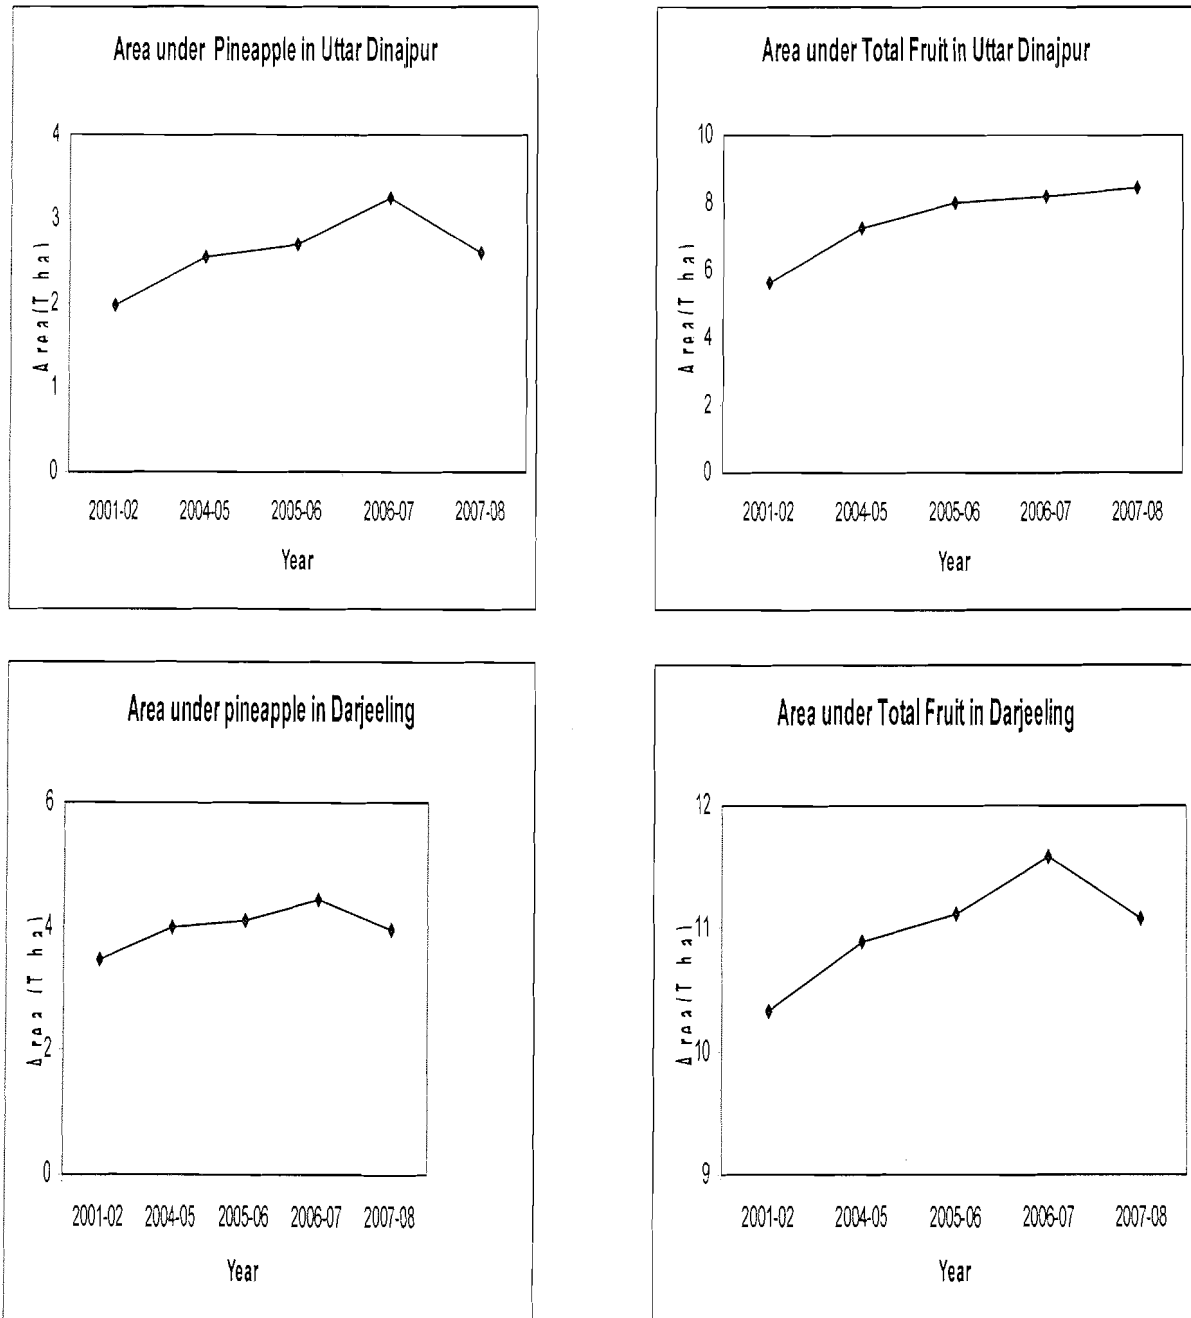 Area under Pineapple in Uttar Dinajpur
4
3
2
1
0
Area(T ha)
2001-02 2004-05 2005-06 2006-07 2007-08
Year
Area under Total Fruit in Uttar Dinajpur
10
8
6
4
2
0
Area(T ha)
2001-02 2004-05 2005-06 2006-07 2007-08
Year
Area under pineapple in Darjeeling
6
4
2
0
Area(T ha)
2001-02 2004-05 2005-06 2006-07 2007-08
Year
Area under Total Fruit in Darjeeling
12
11
10
9
Area(T ha)
2001-02 2004-05 2005-06 2006-07 2007-08
Year